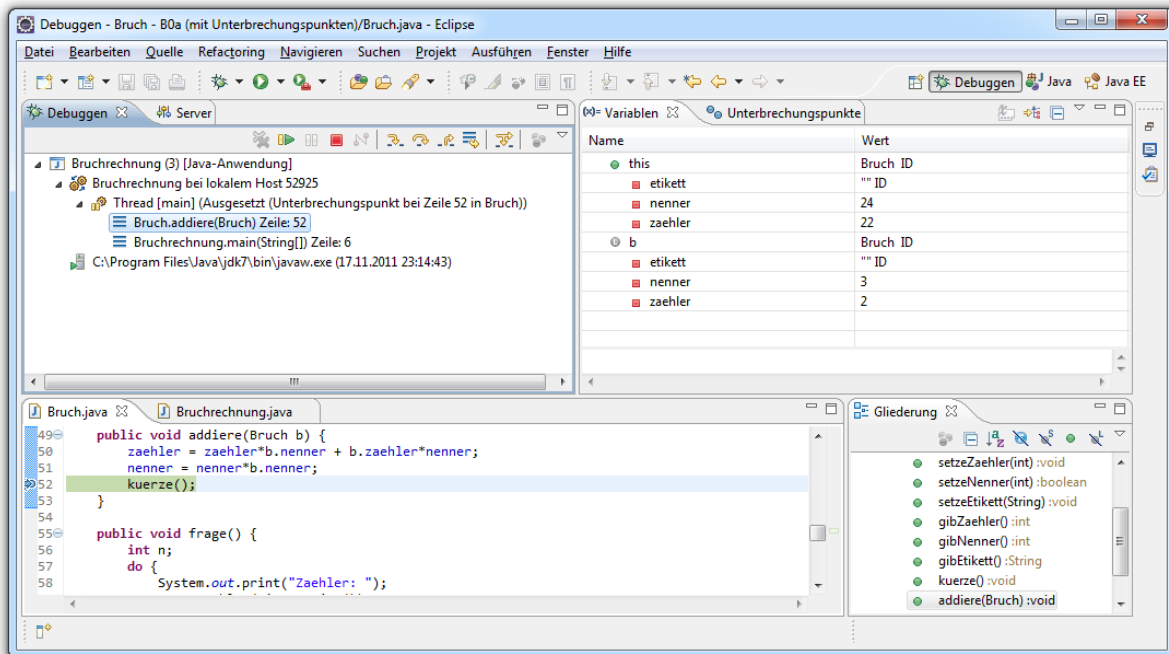 Debuggen - Bruch - B0a (mit Unterbrechungspunkten)/Bruch.java - Eclipse
Datei Bearbeiten Quelle Refactoring Navigieren Suchen Projekt Ausführen Fenster Hilfe
Debuggen Java Java EE
Debuggen Server
Bruchrechnung (3) [Java-Anwendung]
Bruchrechnung bei lokalem Host 52925
Thread [main] (Ausgesetzt (Unterbrechungspunkt bei Zeile 52 in Bruch))
Bruch.addiere(Bruch) Zeile: 52
Bruchrechnung.main(String[]) Zeile: 6
C:\Program Files\Java\jdk7\bin\javaw.exe (17.11.2011 23:14:43)
(x)= Variablen Unterbrechungspunkte
Name Wert
this Bruch ID
etikett "" ID
nenner 24
zaehler 22
b Bruch ID
etikett "" ID
nenner 3
zaehler 2
Bruch.java Bruchrechnung.java
49 public void addiere(Bruch b) {
50 zaehler = zaehler*b.nenner + b.zaehler*nenner;
51 nenner = nenner*b.nenner;
52 kuerze();
53 }
54
55 public void frage() {
56 int n;
57 do {
58 System.out.print("Zaehler: ");
Gliederung
setzeZaehler(int) :void
setzeNenner(int) :boolean
setzeEtikett(String) :void
gibZaehler() :int
gibNenner() :int
gibEtikett() :String
kuerze() :void
addiere(Bruch) :void